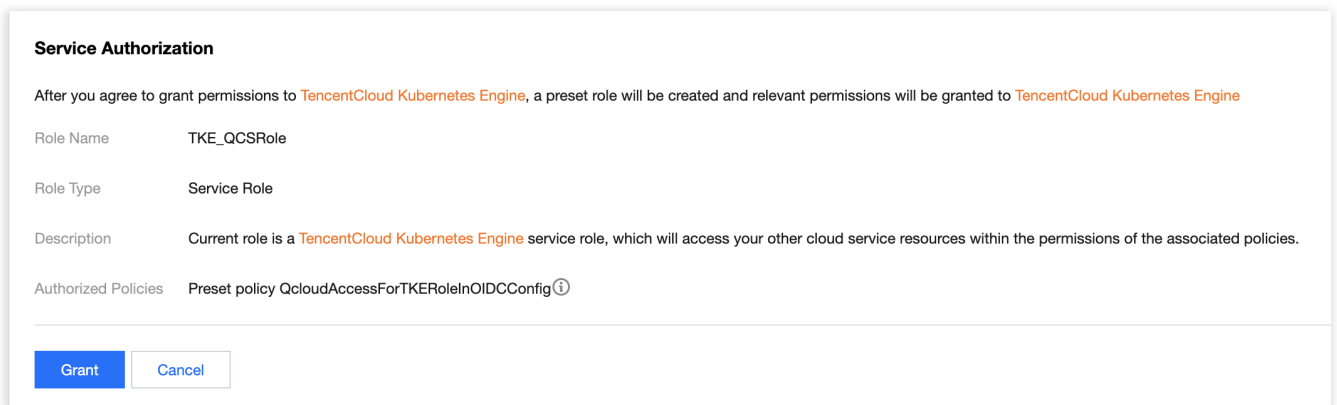 Service Authorization
After you agree to grant permissions to TencentCloud Kubernetes Engine, a preset role will be created and relevant permissions will be granted to TencentCloud Kubernetes Engine
Role Name TKE_QCSRole
Role Type Service Role
Description Current role is a TencentCloud Kubernetes Engine service role, which will access your other cloud service resources within the permissions of the associated policies.
Authorized Policies Preset policy QcloudAccessForTKERoleInOIDCConfig
Grant Cancel